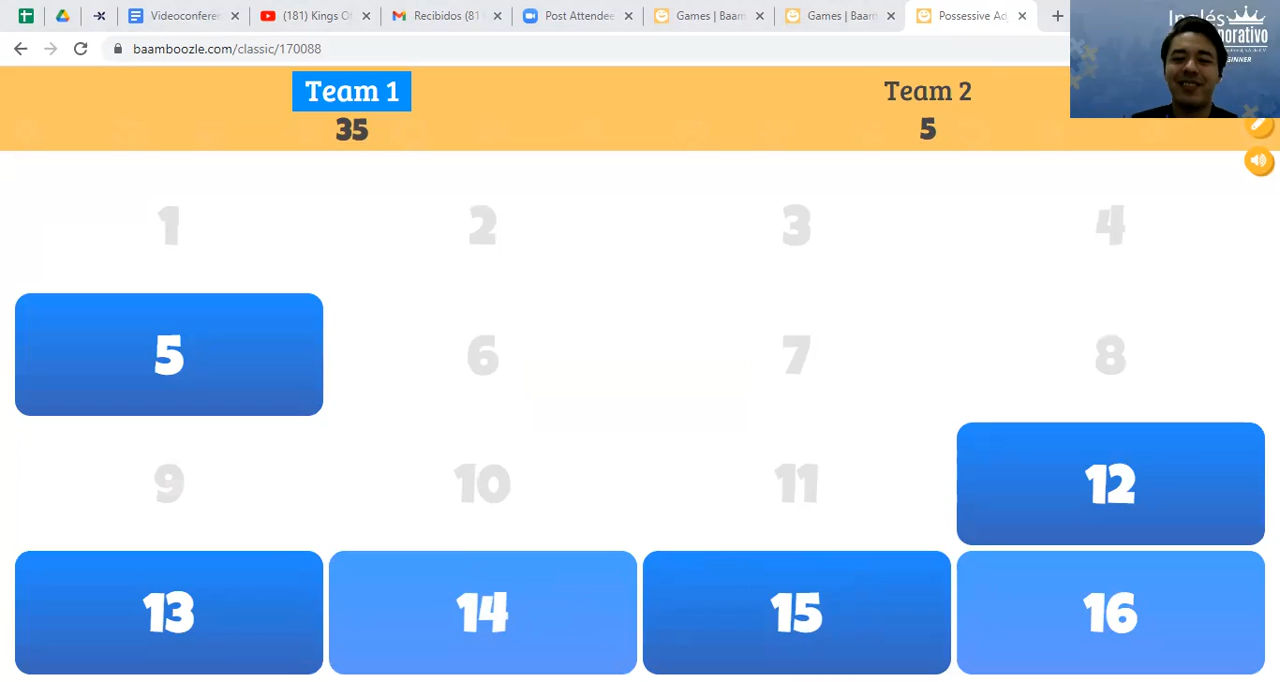 Videoconferen
(181) Kings Of
Recibidos (81
Post Attendee
Games | Baam
Games | Baam
Possessive Ad
baamboozle.com/classic/170088
Inglés
orativo
GINNER
Team 1
Team 2
35
5
1
2
3
4
5
6
7
8
9
10
11
12
13
14
15
16